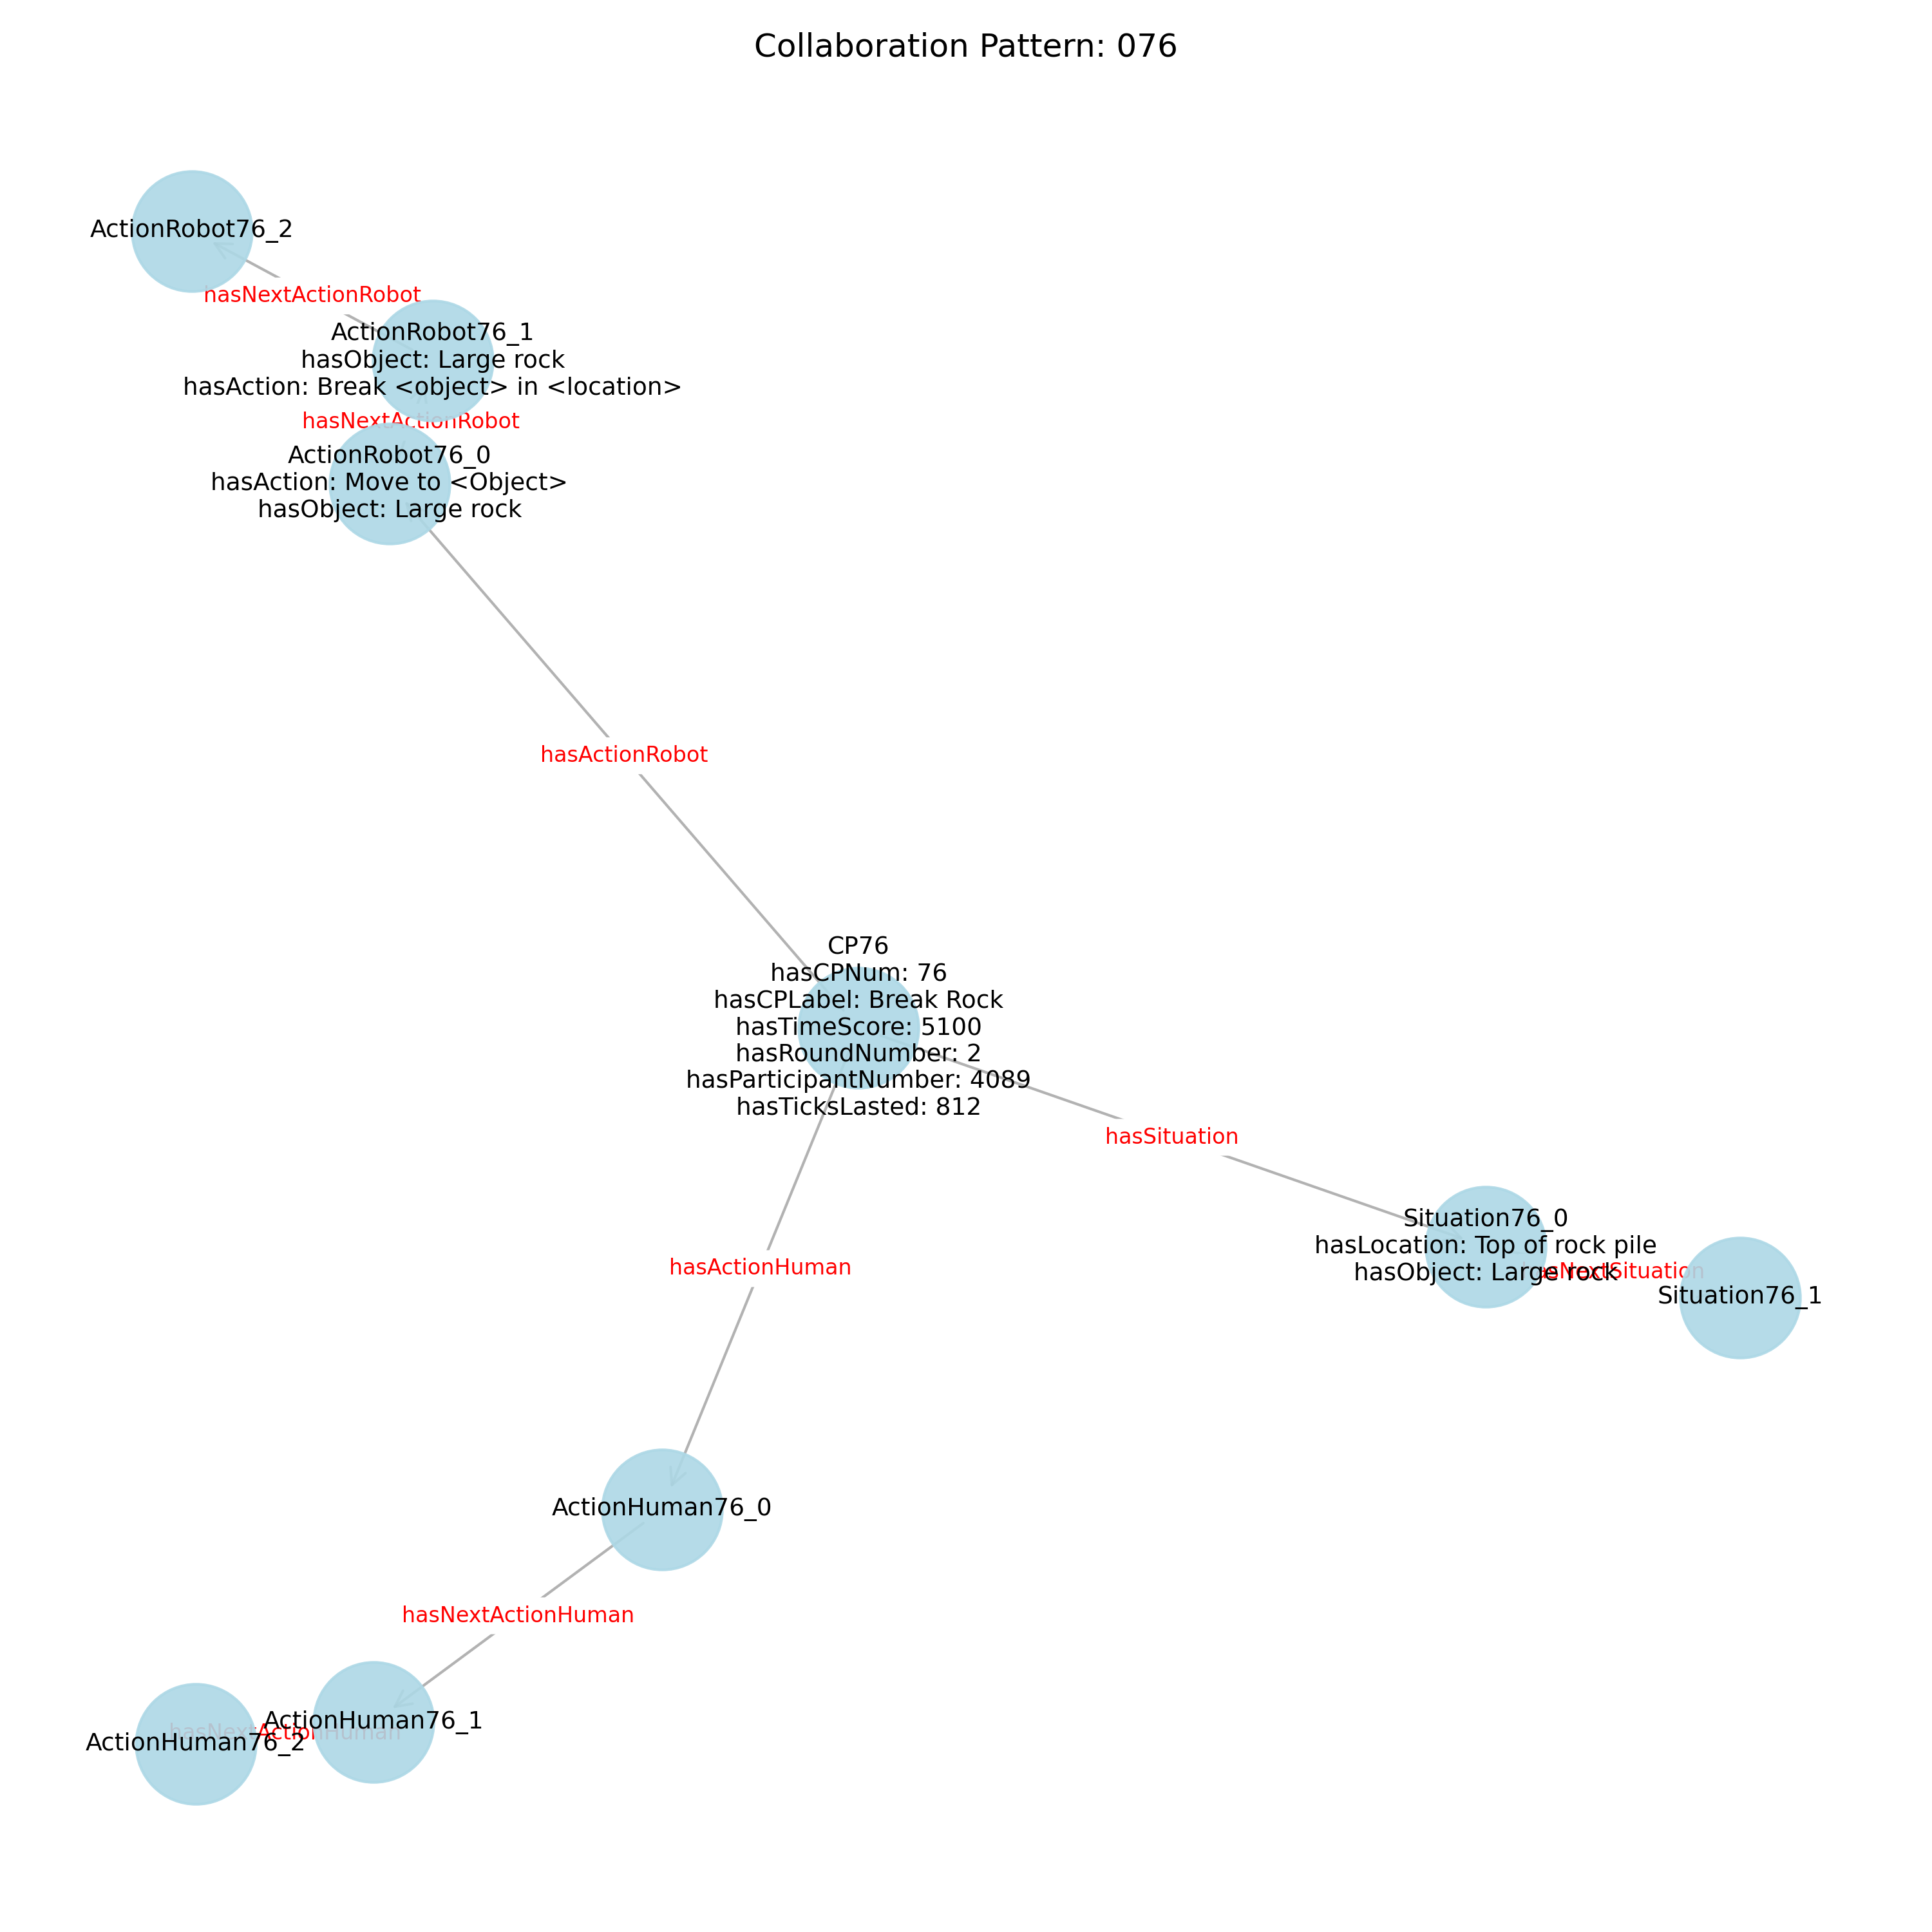 Collaboration Pattern: 076
ActionRobot76_2
hasNextActionRobot
ActionRobot76_1
hasObject: Large rock
hasAction: Break <object> in <location>
hasNextActionRobot
ActionRobot76_0
hasAction: Move to <Object>
hasObject: Large rock
hasActionRobot
CP76
hasCPNum: 76
hasCPLabel: Break Rock
hasTimeScore: 5100
hasRoundNumber: 2
hasParticipantNumber: 4089
hasTicksLasted: 812
hasSituation
Situation76_0
hasLocation: Top of rock pile
hasObject: Large rock
hasNextSituation
Situation76_1
hasActionHuman
ActionHuman76_0
hasNextActionHuman
ActionHuman76_1
hasNextActionHuman
ActionHuman76_2